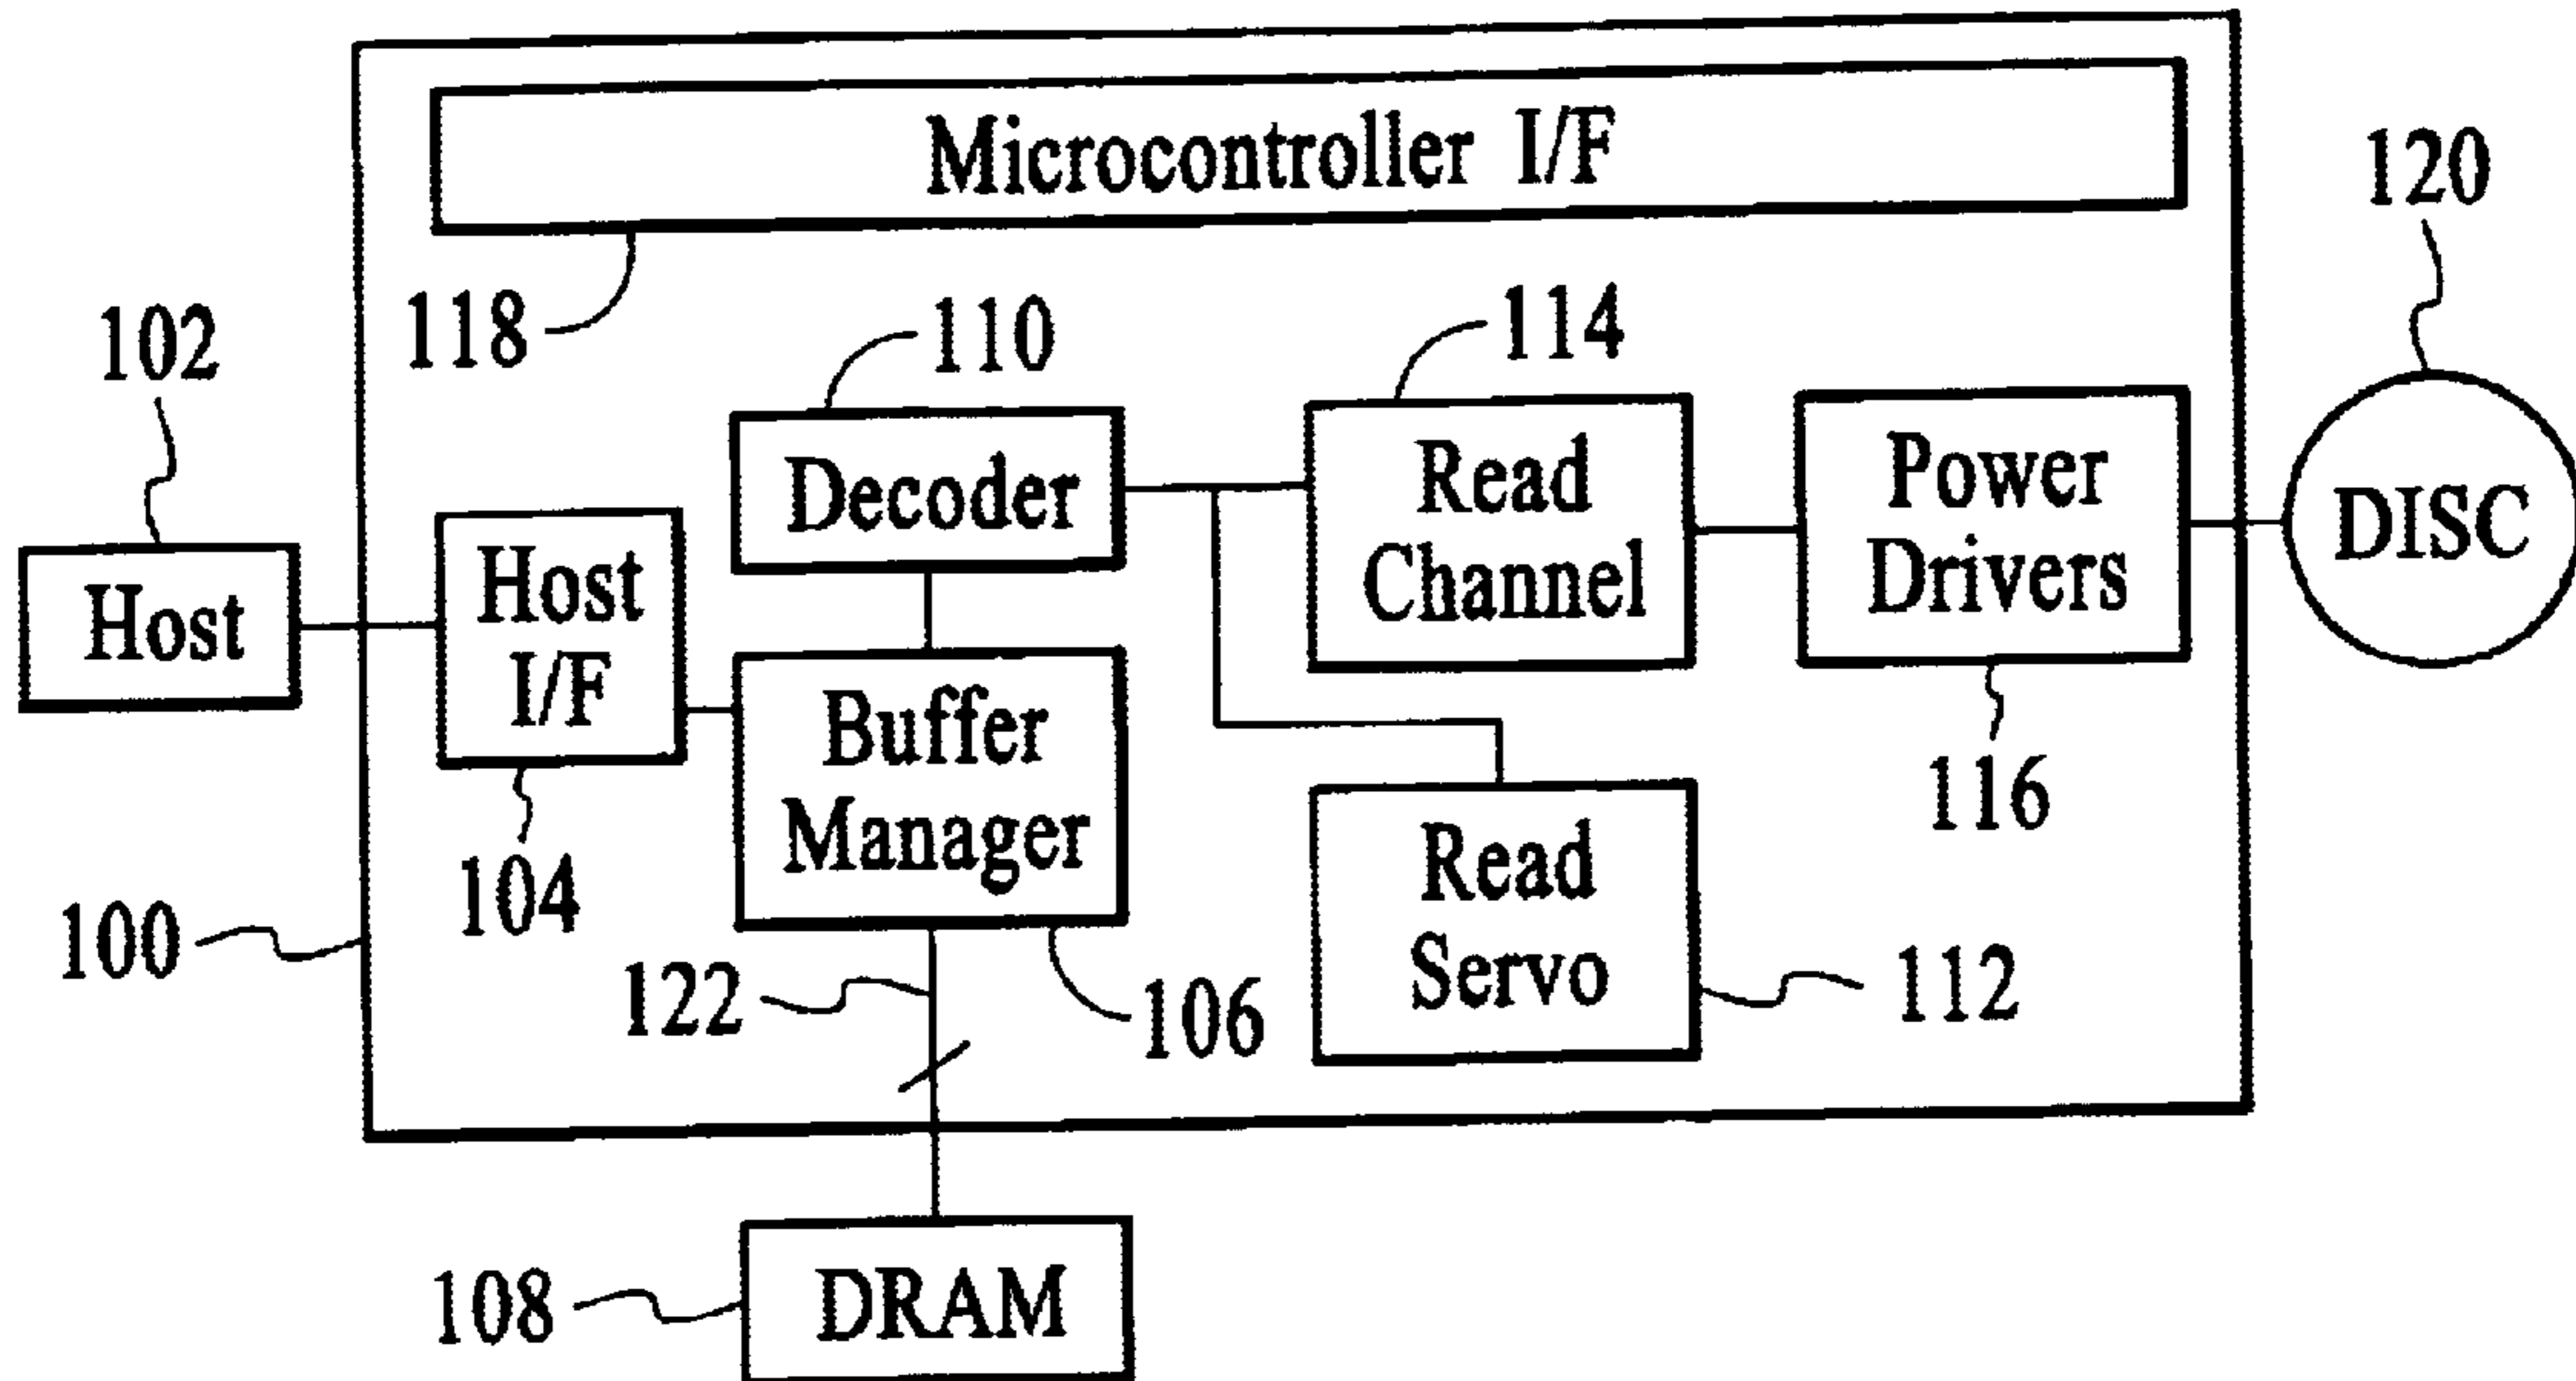 Microcontroller I/F
120
118
110
114
102
Decoder
Read
Channel
Power
Drivers
DISC
Host
Host
I/F
Buffer
Manager
116
104
Read
Servo
100
122
106
112
108
DRAM